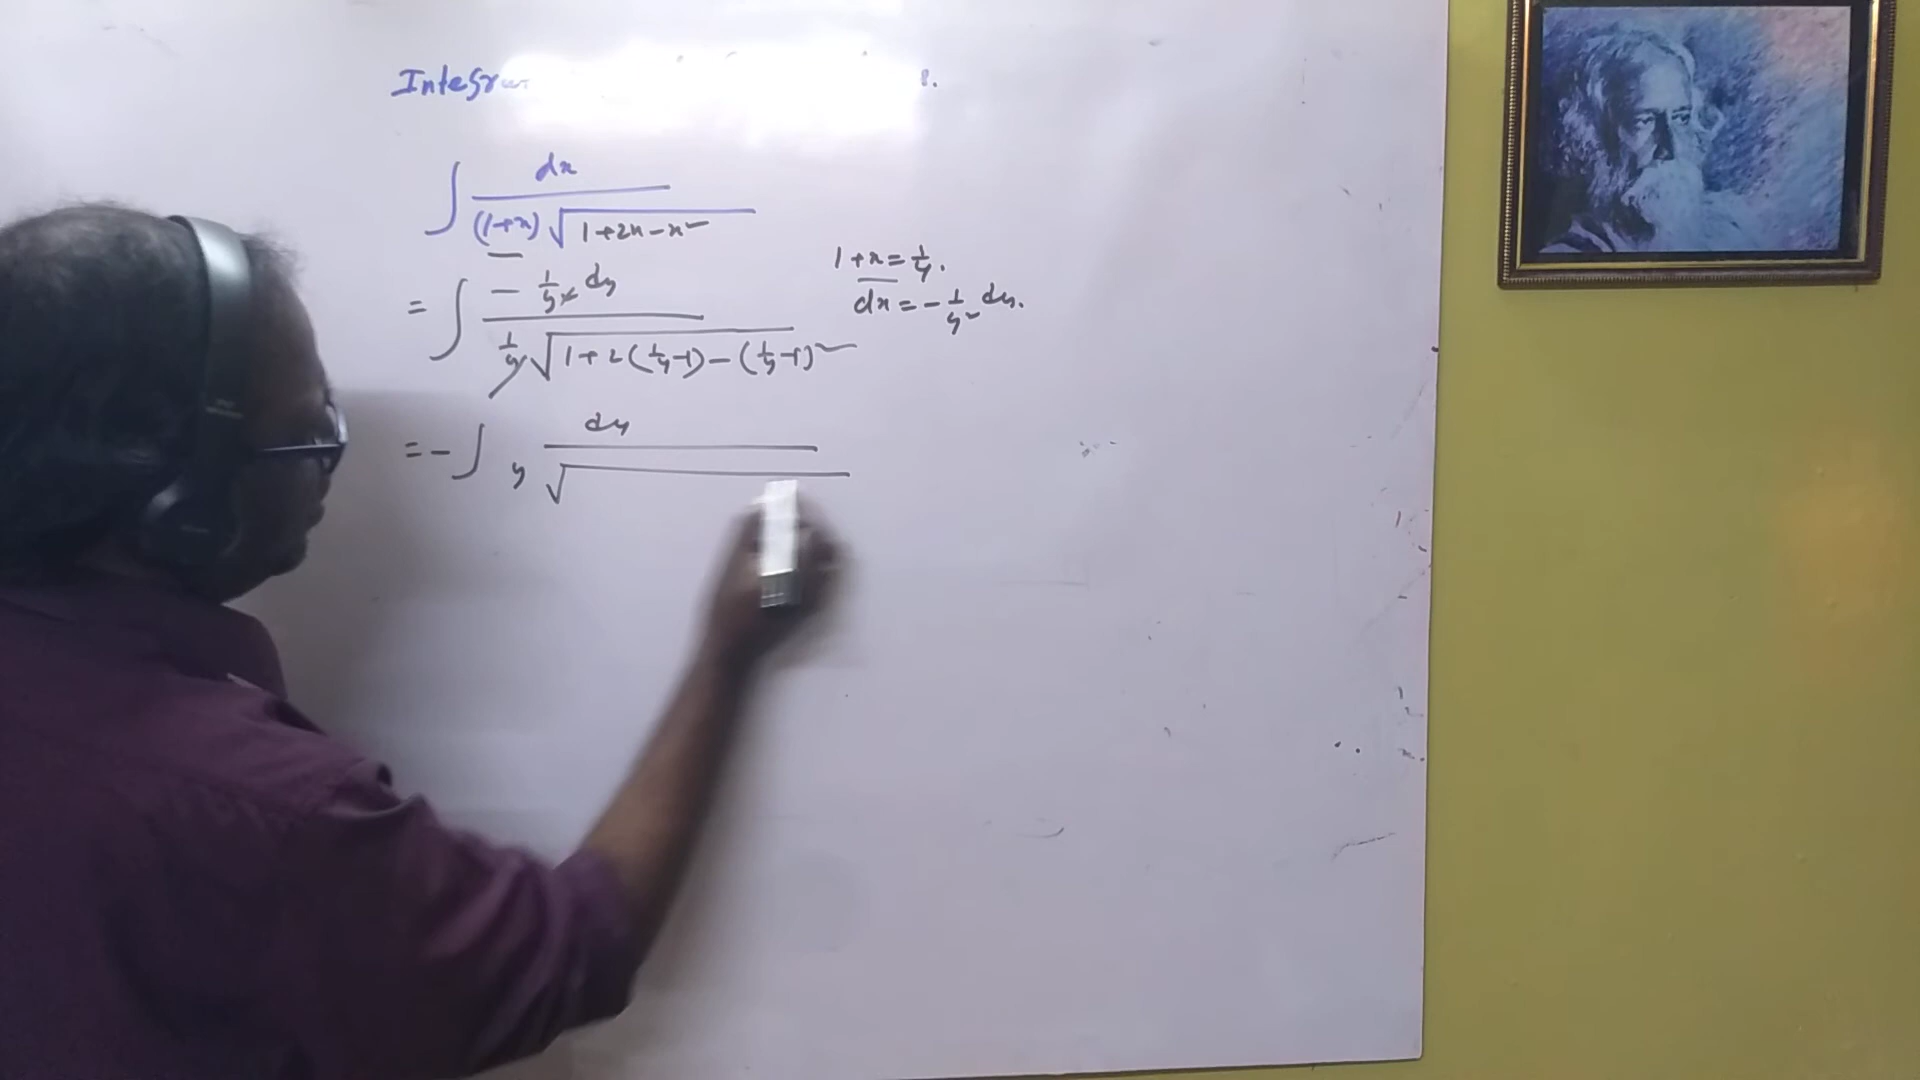 8.
∫ dx / (1+x) √1+2x-x²
= ∫ - 1/y² dy / 1/y √1+2(1/y-1)-(1/y-1)²
1+x = 1/y.
dx = - 1/y² dy.
= - ∫ dy / y √